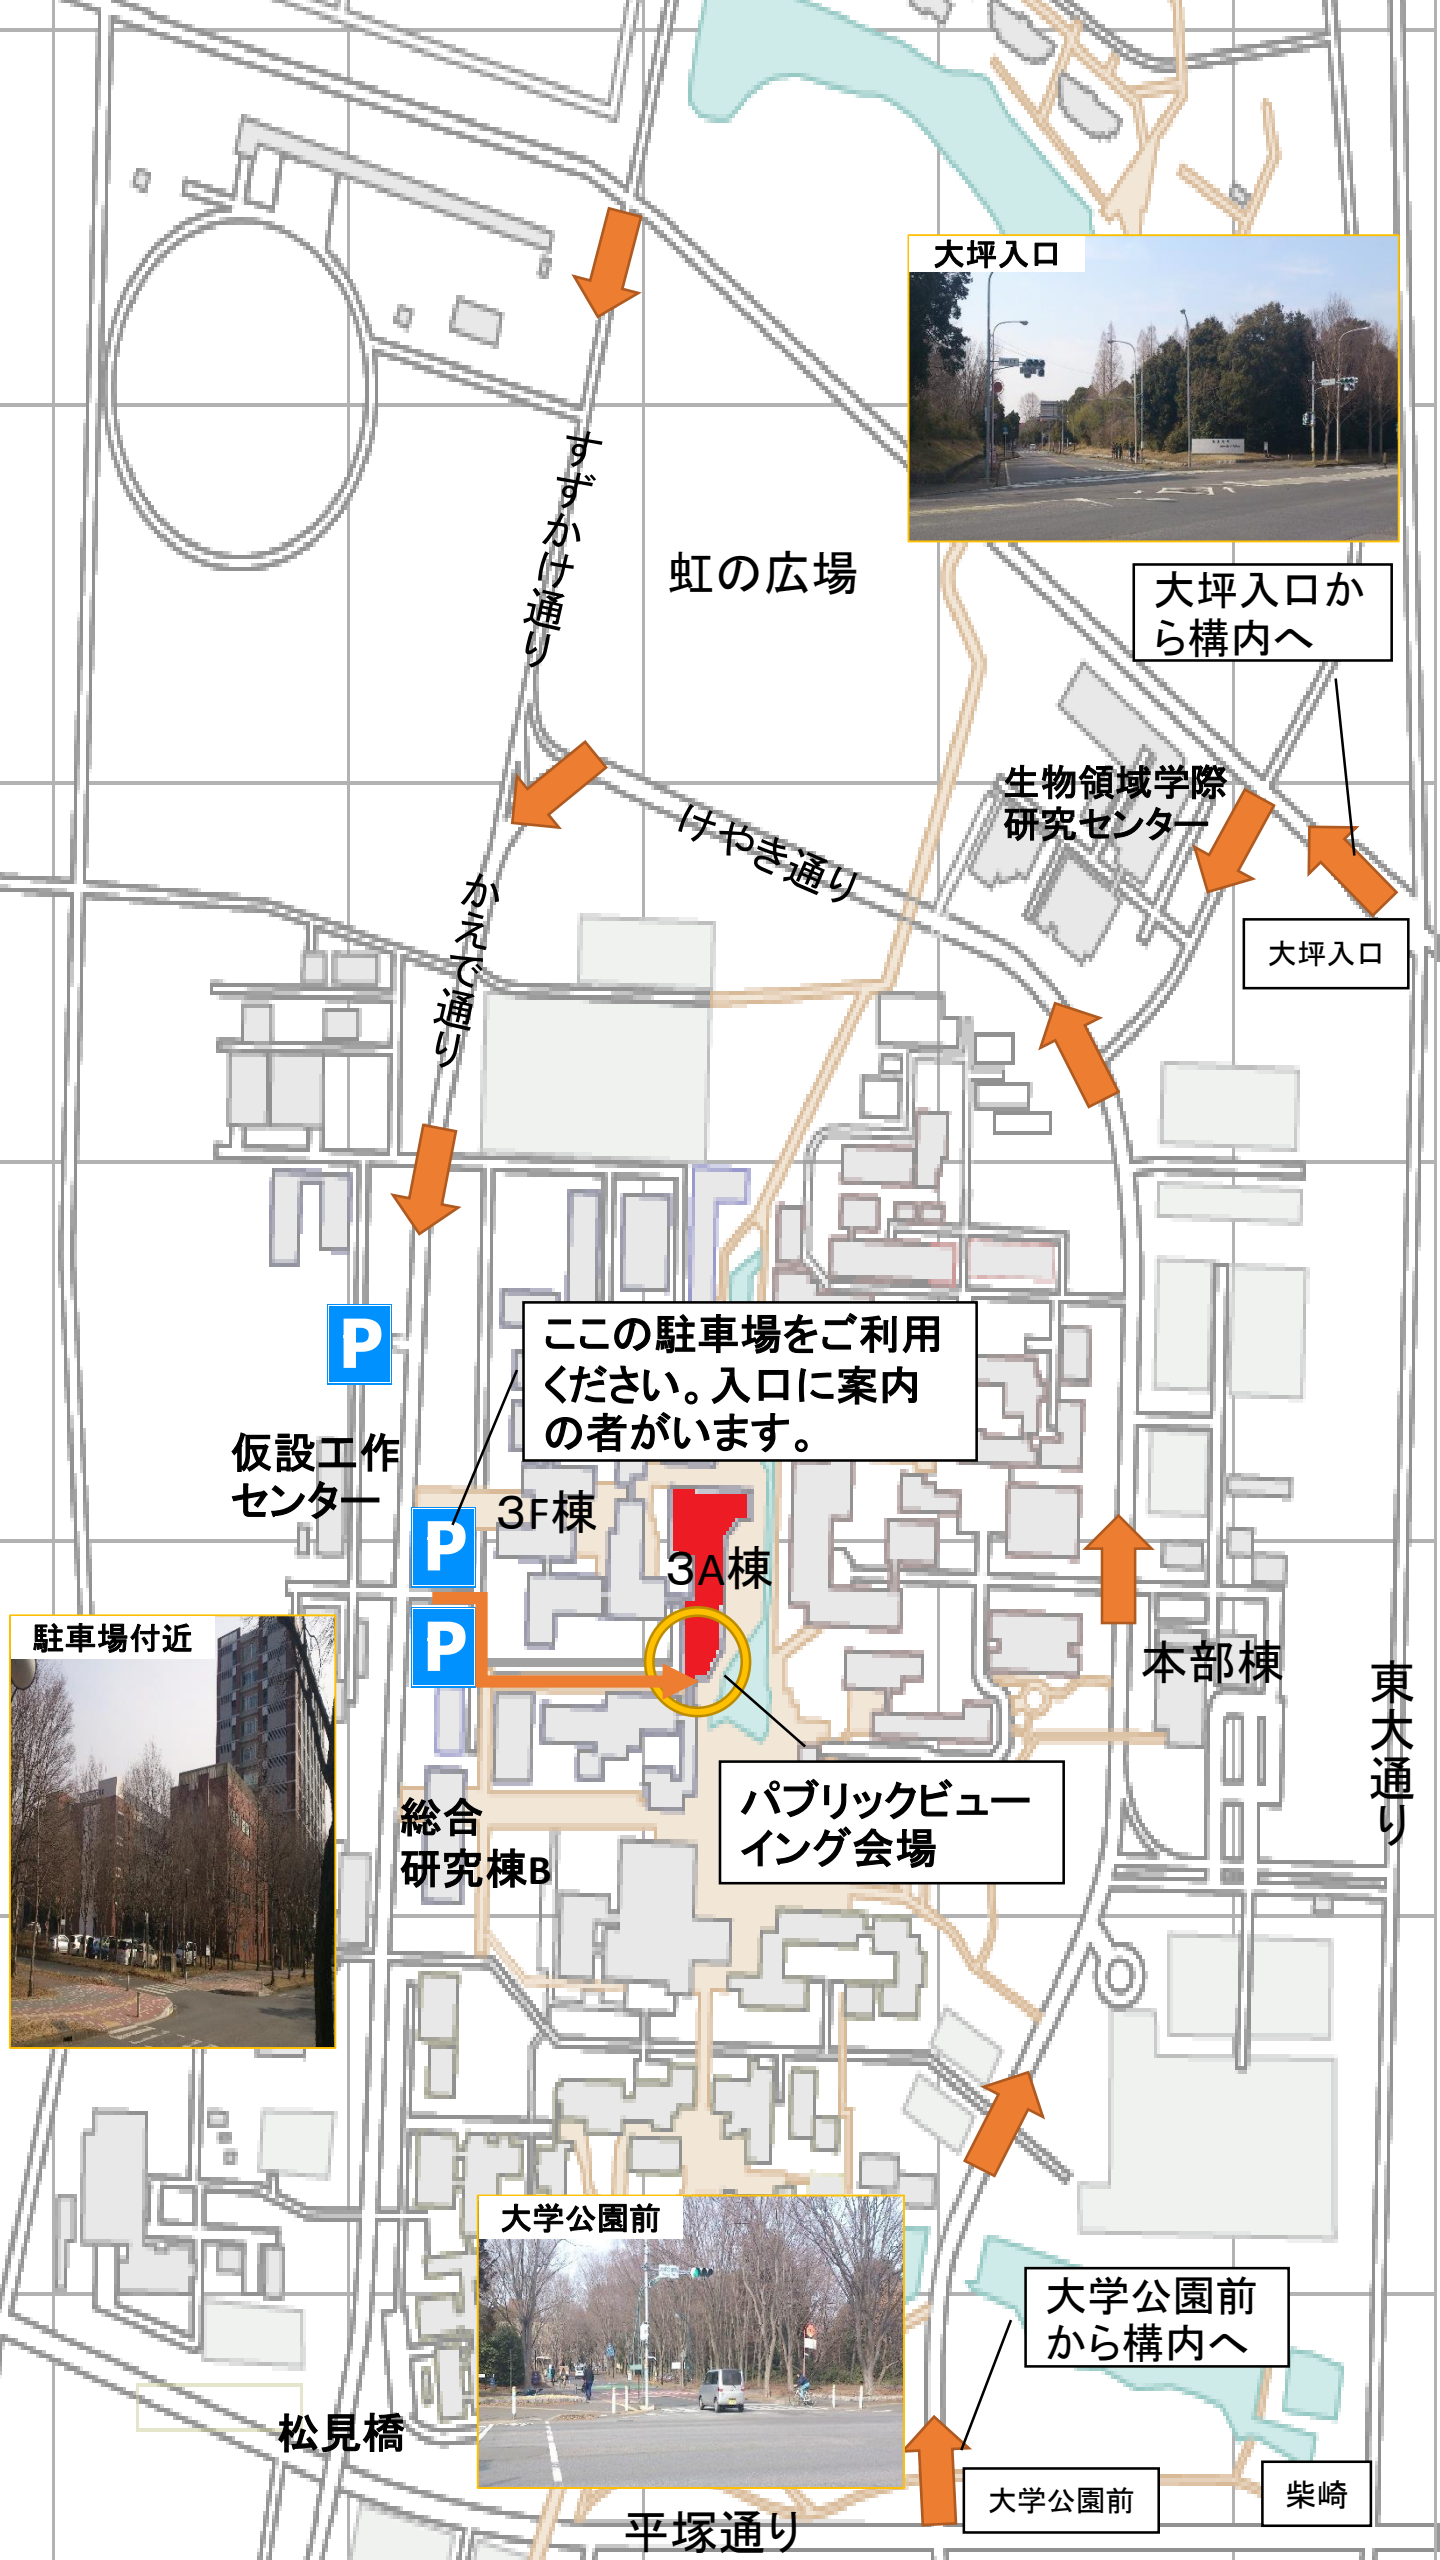 大坪入口
すずかけ通り
虹の広場
大坪入口か
ら構内へ
生物領域学際
研究センター
けやき通り
かえで通り
大坪入口
P
ここの駐車場をご利用
ください。入口に案内
の者がいます。
仮設工作
センター
3F棟
P
3A棟
P
駐車場付近
本部棟
東大通り
パブリックビュー
イング会場
総合
研究棟B
大学公園前
大学公園前
から構内へ
松見橋
大学公園前
柴崎
平塚通り